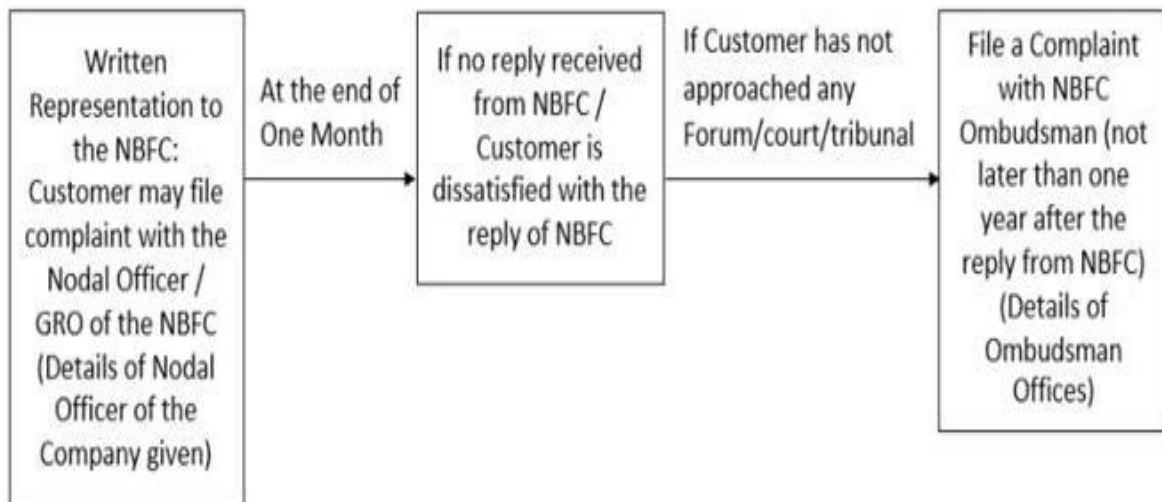 Written
Representation to
the NBFC:
Customer may file
complaint with the
Nodal Officer /
GRO of the NBFC
(Details of Nodal
Officer of the
Company given)
At the end of
One Month
If no reply received
from NBFC /
Customer is
dissatisfied with the
reply of NBFC
If Customer has not
approached any
Forum/court/tribunal
File a Complaint
with NBFC
Ombudsman (not
later than one
year after the
reply from NBFC)
(Details of
Ombudsman
Offices)